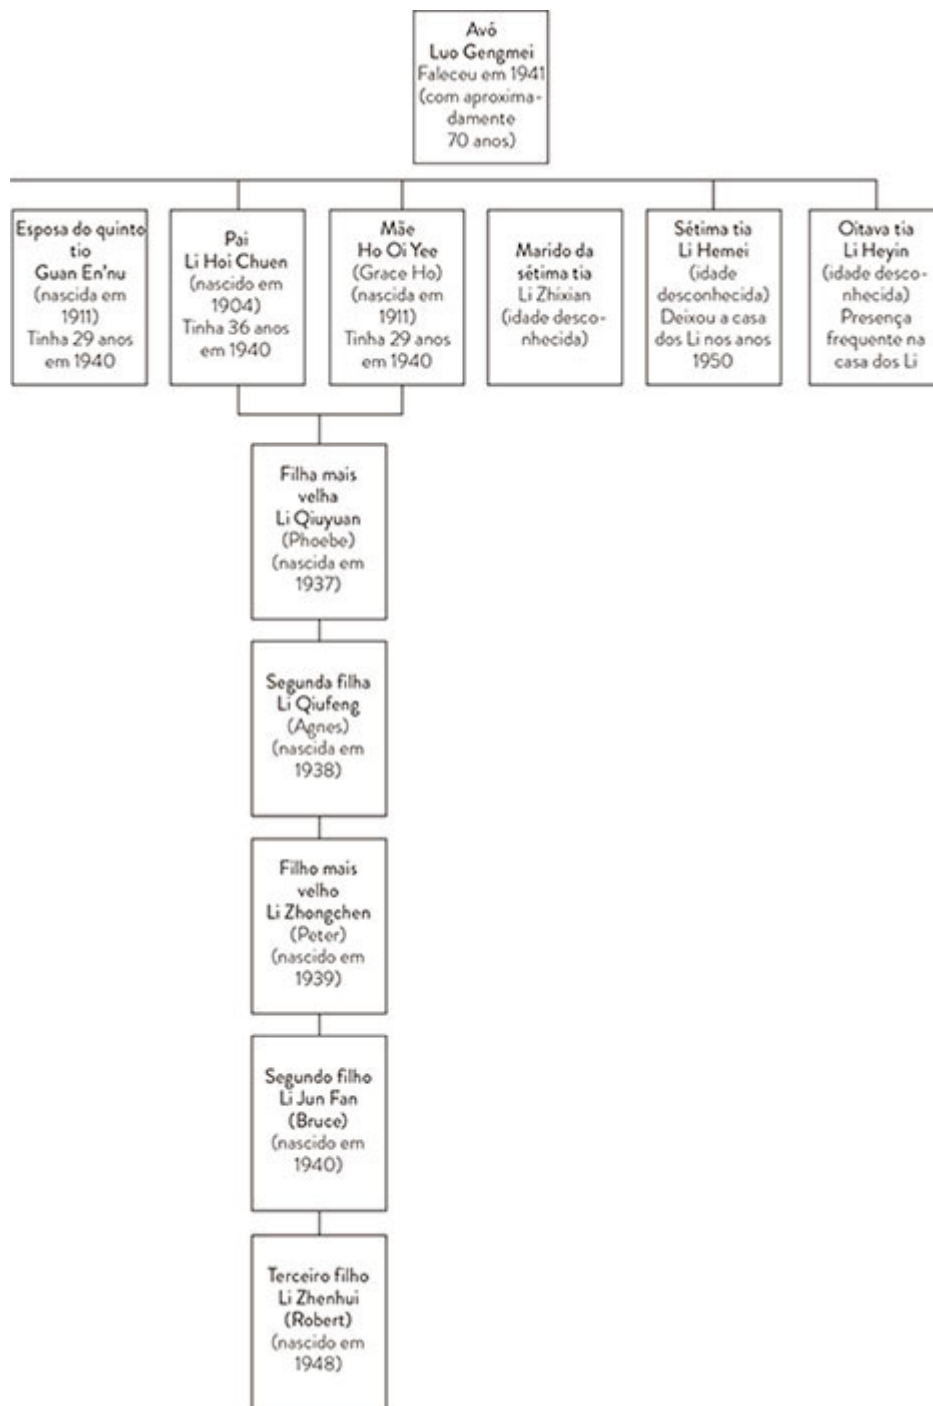 Avó
Luo Gengmei
Faleceu em 1941
(com aproxima-
damente
70 anos)
Esposa do quinto
tio
Guan En'nu
(nascida em
1911)
Tinha 29 anos
em 1940
Pai
Li Hoi Chuen
(nascido em
1904)
Tinha 36 anos
em 1940
Mãe
Ho Oi Yee
(Grace Ho)
(nascida em
1911)
Tinha 29 anos
em 1940
Marido da
sétima tia
Li Zhixian
(idade desco-
nhecida)
Sétima tia
Li Hemei
(idade
desconhecida)
Deixou a casa
dos Li nos anos
1950
Oitava tia
Li Heyin
(idade desco-
nhecida)
Presença
frequente na
casa dos Li
Filha mais
velha
Li Qiuyuan
(Phoebe)
(nascida em
1937)
Segunda filha
Li Qiufeng
(Agnes)
(nascida em
1938)
Filho mais
velho
Li Zhongchen
(Peter)
(nascido em
1939)
Segundo filho
Li Jun Fan
(Bruce)
(nascido em
1940)
Terceiro filho
Li Zhenhui
(Robert)
(nascido em
1948)